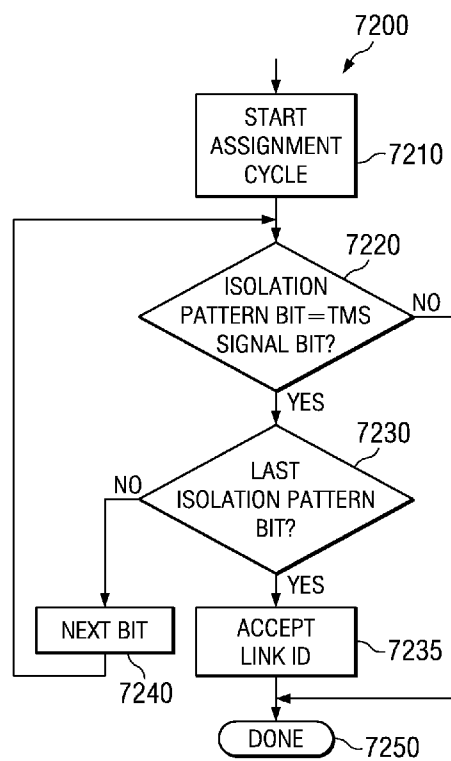 7200
START
ASSIGNMENT
CYCLE
7210
7220
ISOLATION
PATTERN BIT=TMS
SIGNAL BIT?
NO
YES
7230
NO
LAST
ISOLATION PATTERN
BIT?
YES
NEXT BIT
7240
ACCEPT
LINK ID
7235
DONE
7250